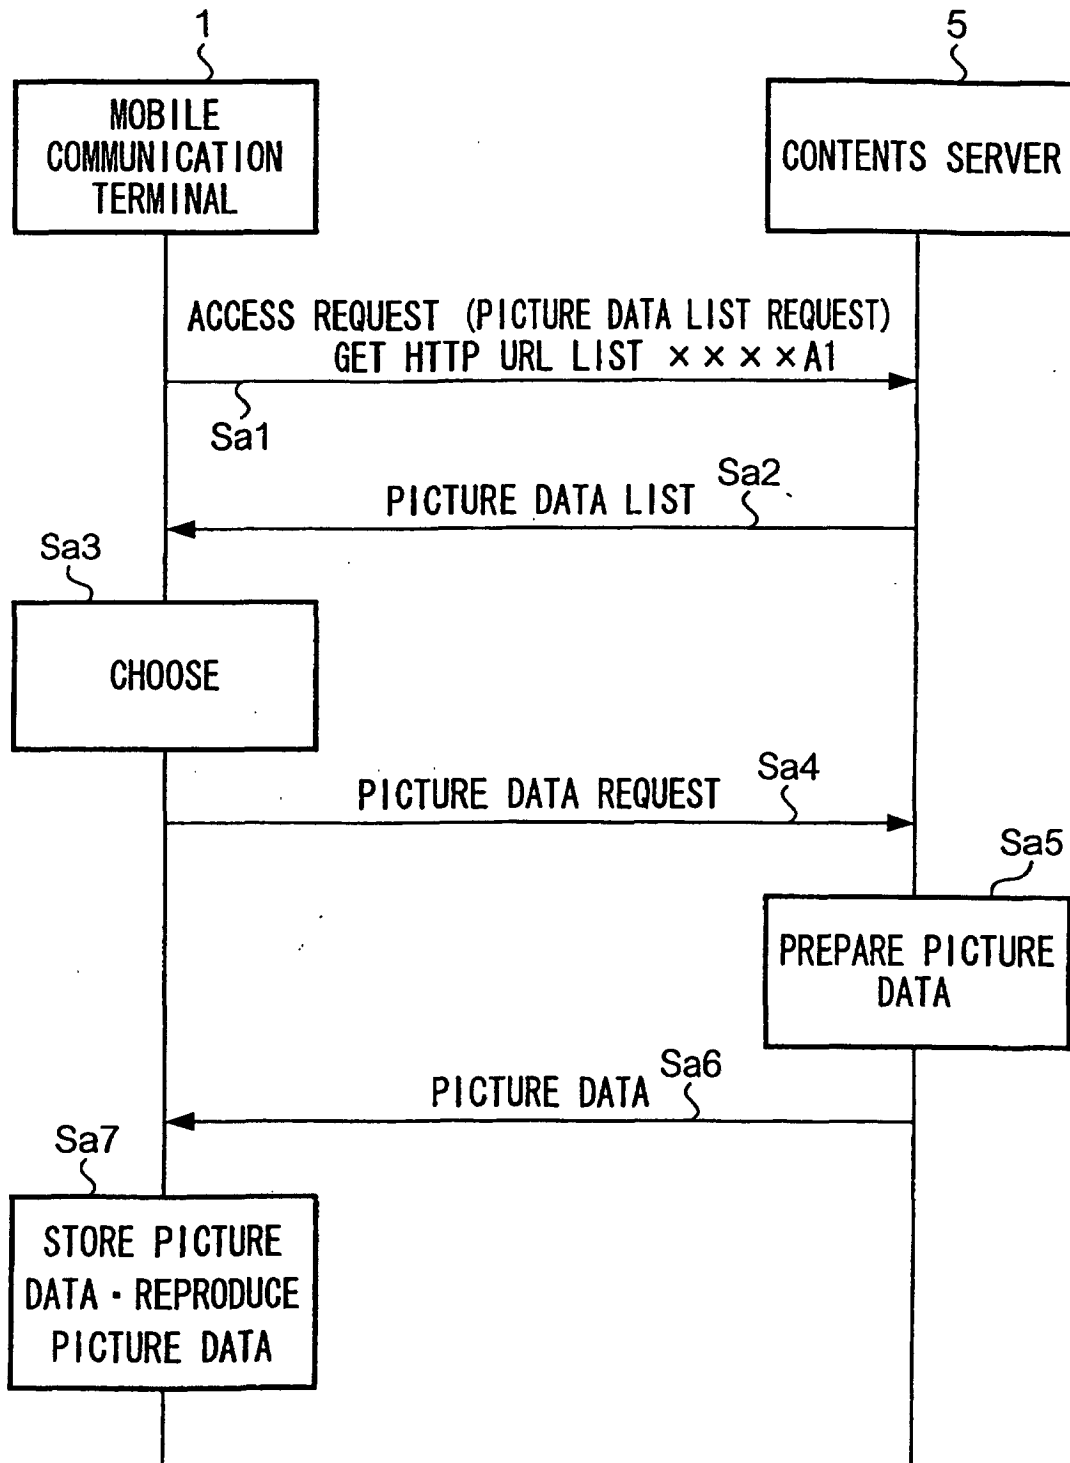 1
5
MOBILE
COMMUNICATION
TERMINAL
CONTENTS SERVER
ACCESS REQUEST (PICTURE DATA LIST REQUEST)
GET HTTP URL LIST ××××A1
Sa1
Sa2
PICTURE DATA LIST
Sa3
CHOOSE
Sa4
PICTURE DATA REQUEST
Sa5
PREPARE PICTURE
DATA
Sa6
PICTURE DATA
Sa7
STORE PICTURE
DATA・REPRODUCE
PICTURE DATA